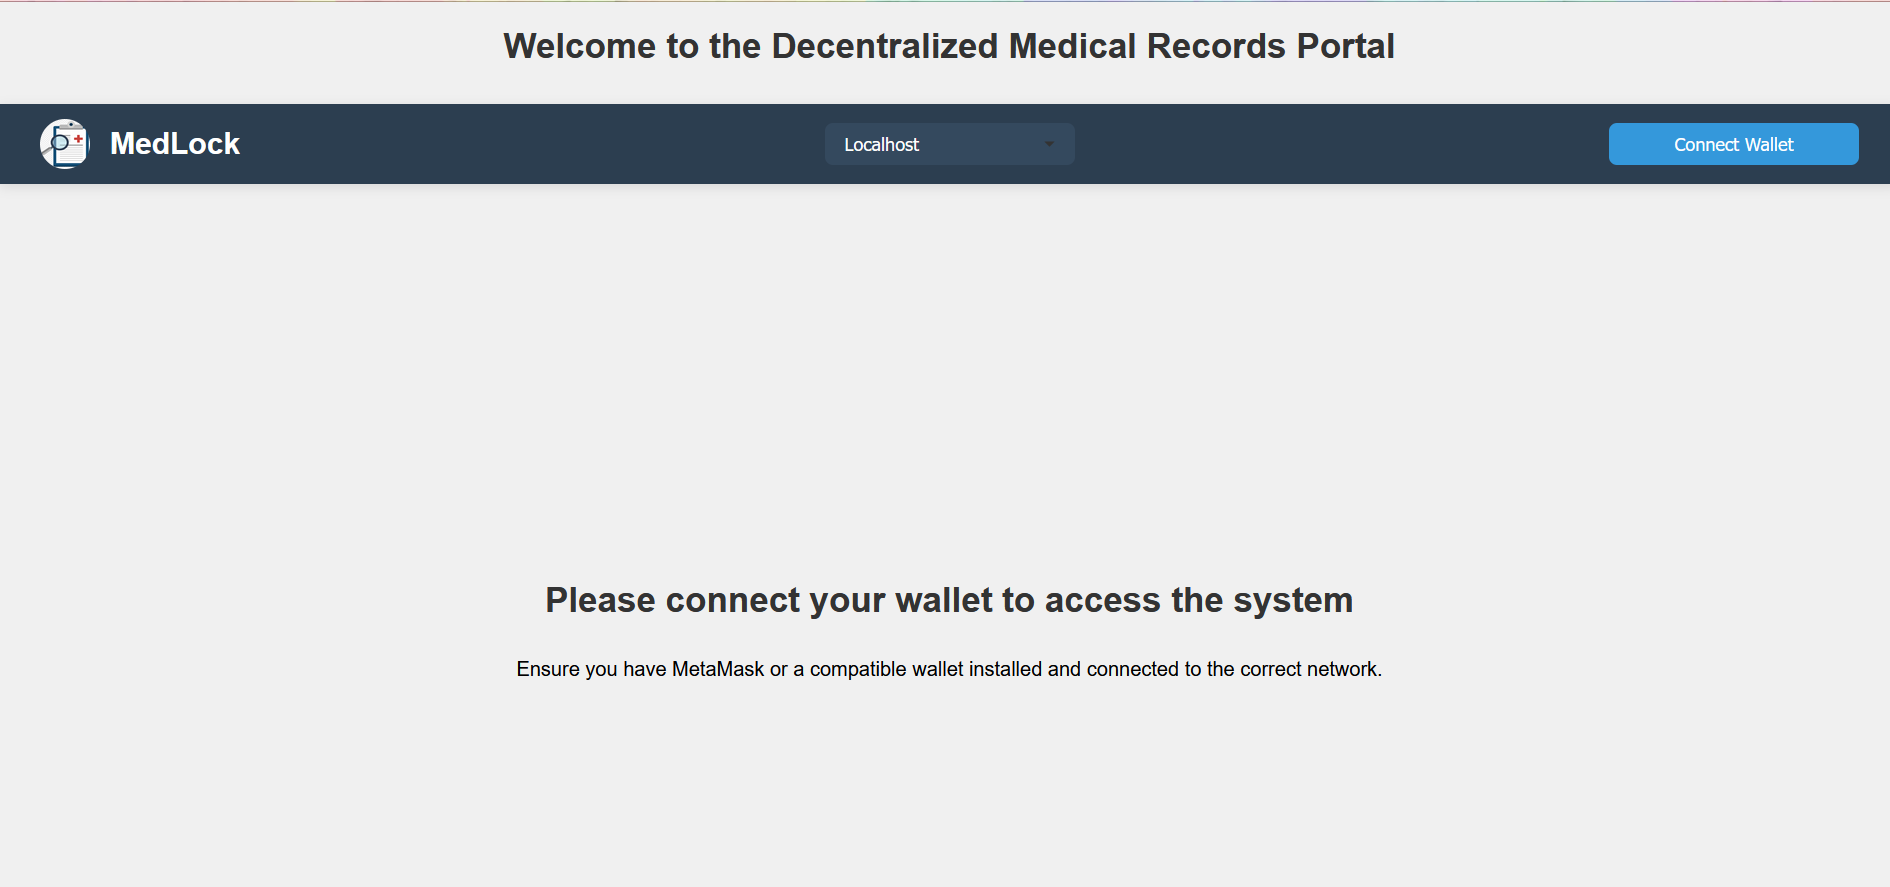 Welcome to the Decentralized Medical Records Portal
MedLock
Localhost
Connect Wallet
Please connect your wallet to access the system
Ensure you have MetaMask or a compatible wallet installed and connected to the correct network.